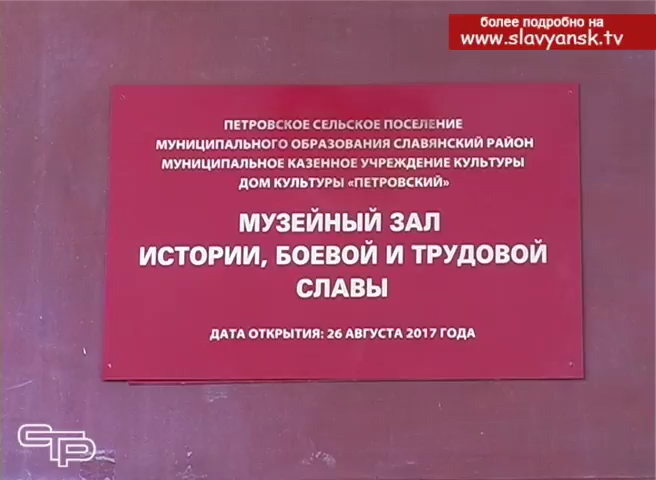 более подробно на
www.slavyansk.tv
ПЕТРОВСКОЕ СЕЛЬСКОЕ ПОСЕЛЕНИЕ
МУНИЦИПАЛЬНОГО ОБРАЗОВАНИЯ СЛАВЯНСКИЙ РАЙОН
МУНИЦИПАЛЬНОЕ КАЗЕННОЕ УЧРЕЖДЕНИЕ КУЛЬТУРЫ
ДОМ КУЛЬТУРЫ «ПЕТРОВСКИЙ»
МУЗЕЙНЫЙ ЗАЛ
ИСТОРИИ, БОЕВОЙ И ТРУДОВОЙ
СЛАВЫ
ДАТА ОТКРЫТИЯ: 26 АВГУСТА 2017 ГОДА
СТР